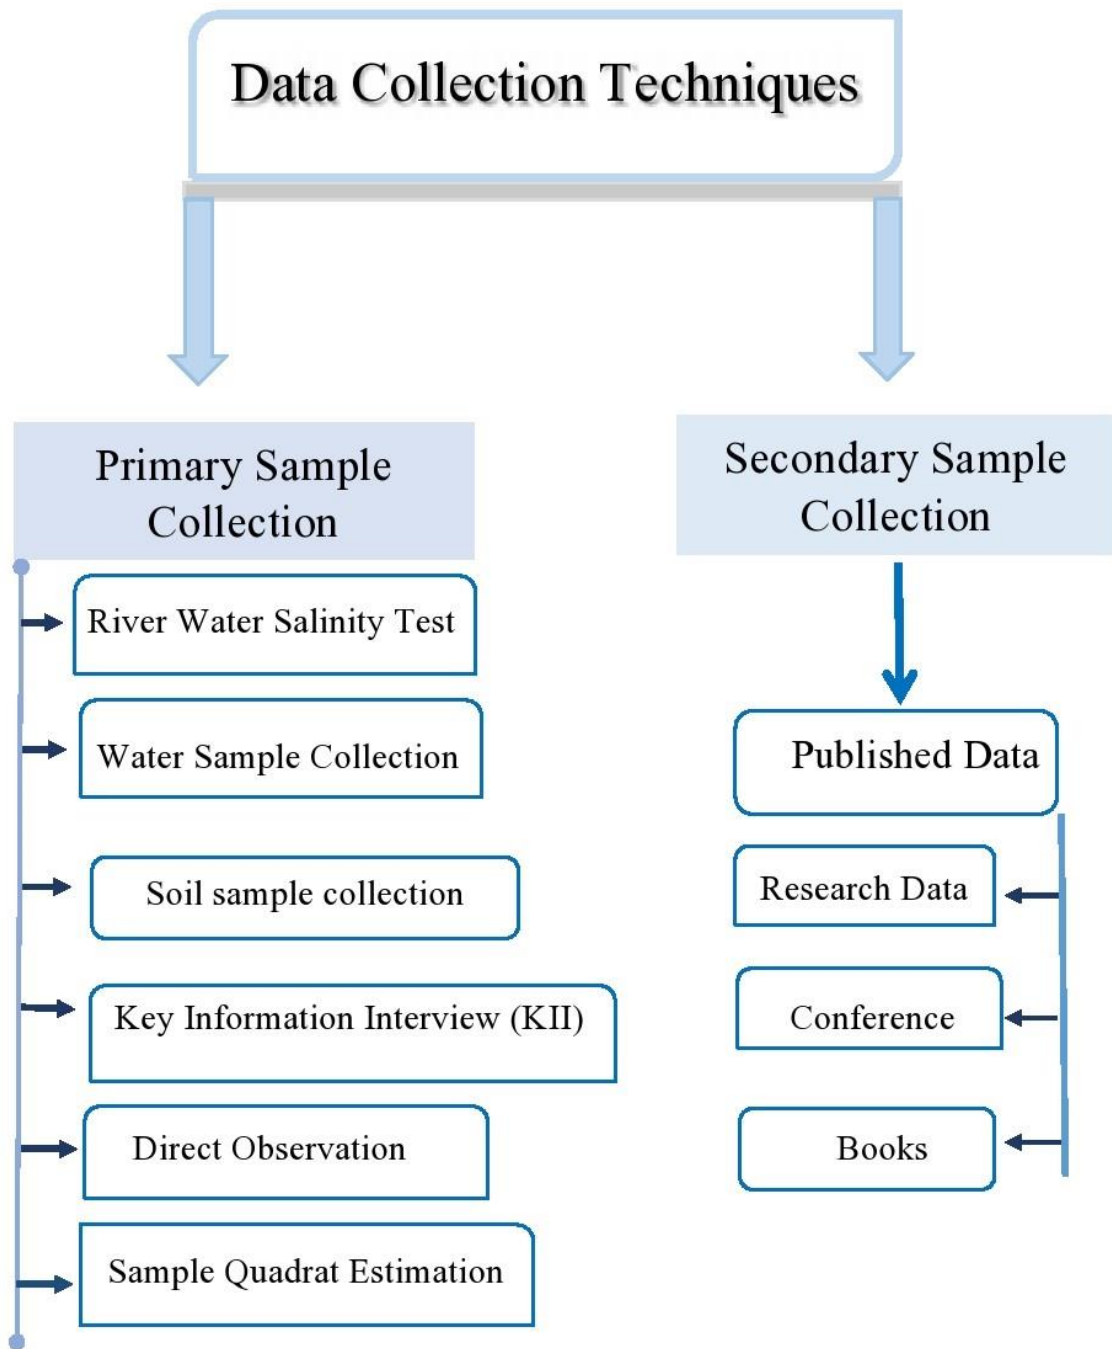 Data Collection Techniques
Primary Sample
Collection
River Water Salinity Test
Water Sample Collection
Soil sample collection
Key Information Interview (KII)
Direct Observation
Sample Quadrat Estimation
Secondary Sample
Collection
Published Data
Research Data
Conference
Books